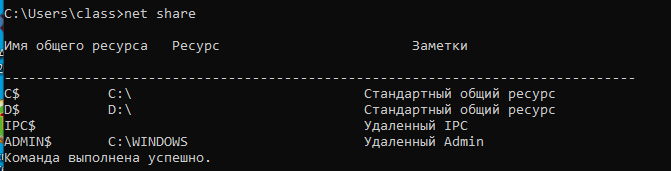 C:\Users\class>net share
Имя общего ресурса   Ресурс                        Заметки
-------------------------------------------------------------------------------
C$           C:\                             Стандартный общий ресурс
D$           D:\                             Стандартный общий ресурс
IPC$                                         Удаленный IPC
ADMIN$       C:\WINDOWS                      Удаленный Admin
Команда выполнена успешно.